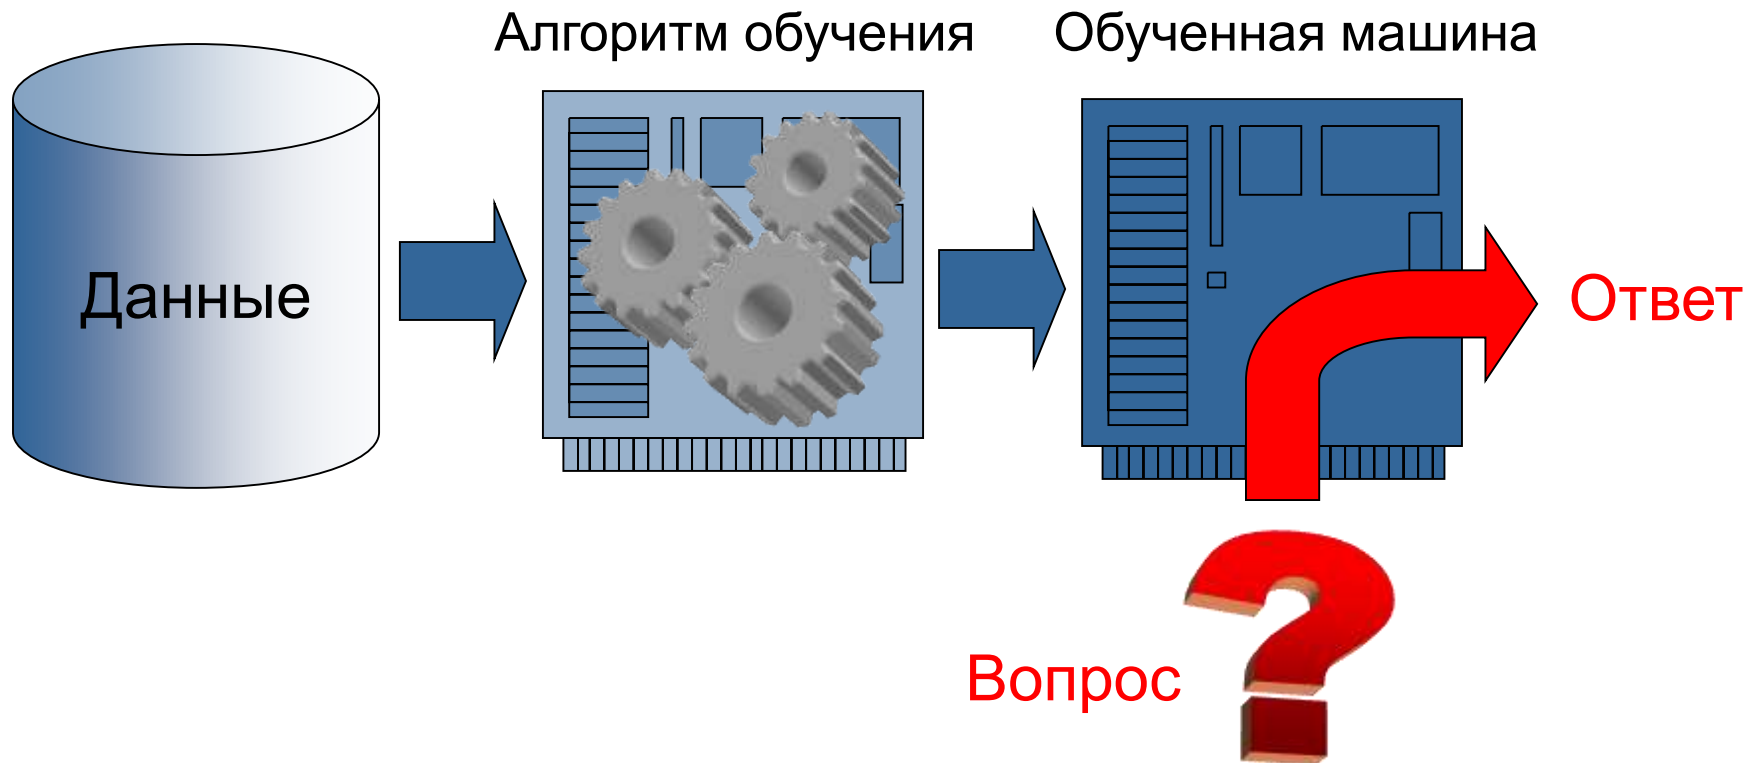 Алгоритм обучения
Обученная машина
Данные
Ответ
Вопрос